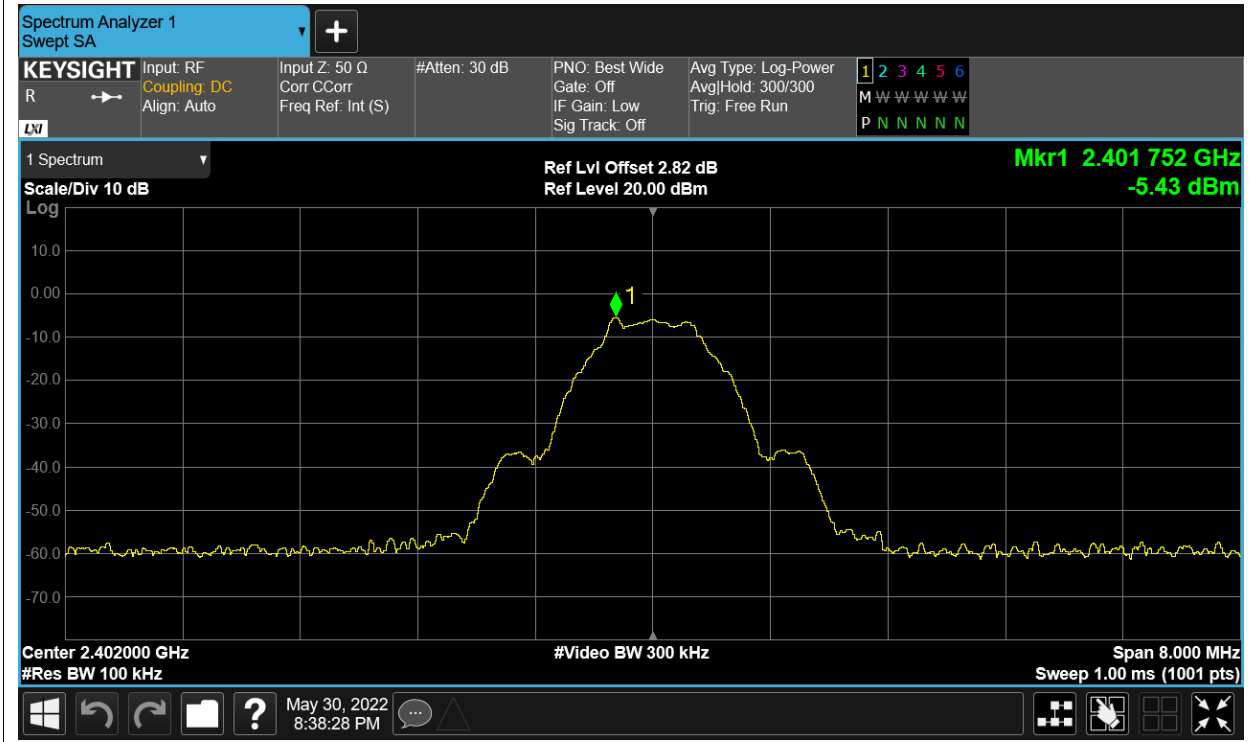 Spectrum Analyzer 1
Swept SA
KEYSIGHT
R
LXI
Input: RF
Coupling: DC
Align: Auto
Input Z: 50 Ω
Corr CCorr
Freq Ref: Int (S)
#Atten: 30 dB
PNO: Best Wide
Gate: Off
IF Gain: Low
Sig Track: Off
Avg Type: Log-Power
Avg|Hold: 300/300
Trig: Free Run
1 2 3 4 5 6
M W W W W W
P N N N N N
1 Spectrum
Scale/Div 10 dB
Log
Ref Lvl Offset 2.82 dB
Ref Level 20.00 dBm
Mkr1 2.401 752 GHz
-5.43 dBm
10.0
0.00
-10.0
-20.0
-30.0
-40.0
-50.0
-60.0
-70.0
1
Center 2.402000 GHz
#Res BW 100 kHz
#Video BW 300 kHz
Span 8.000 MHz
Sweep 1.00 ms (1001 pts)
?
May 30, 2022
8:38:28 PM